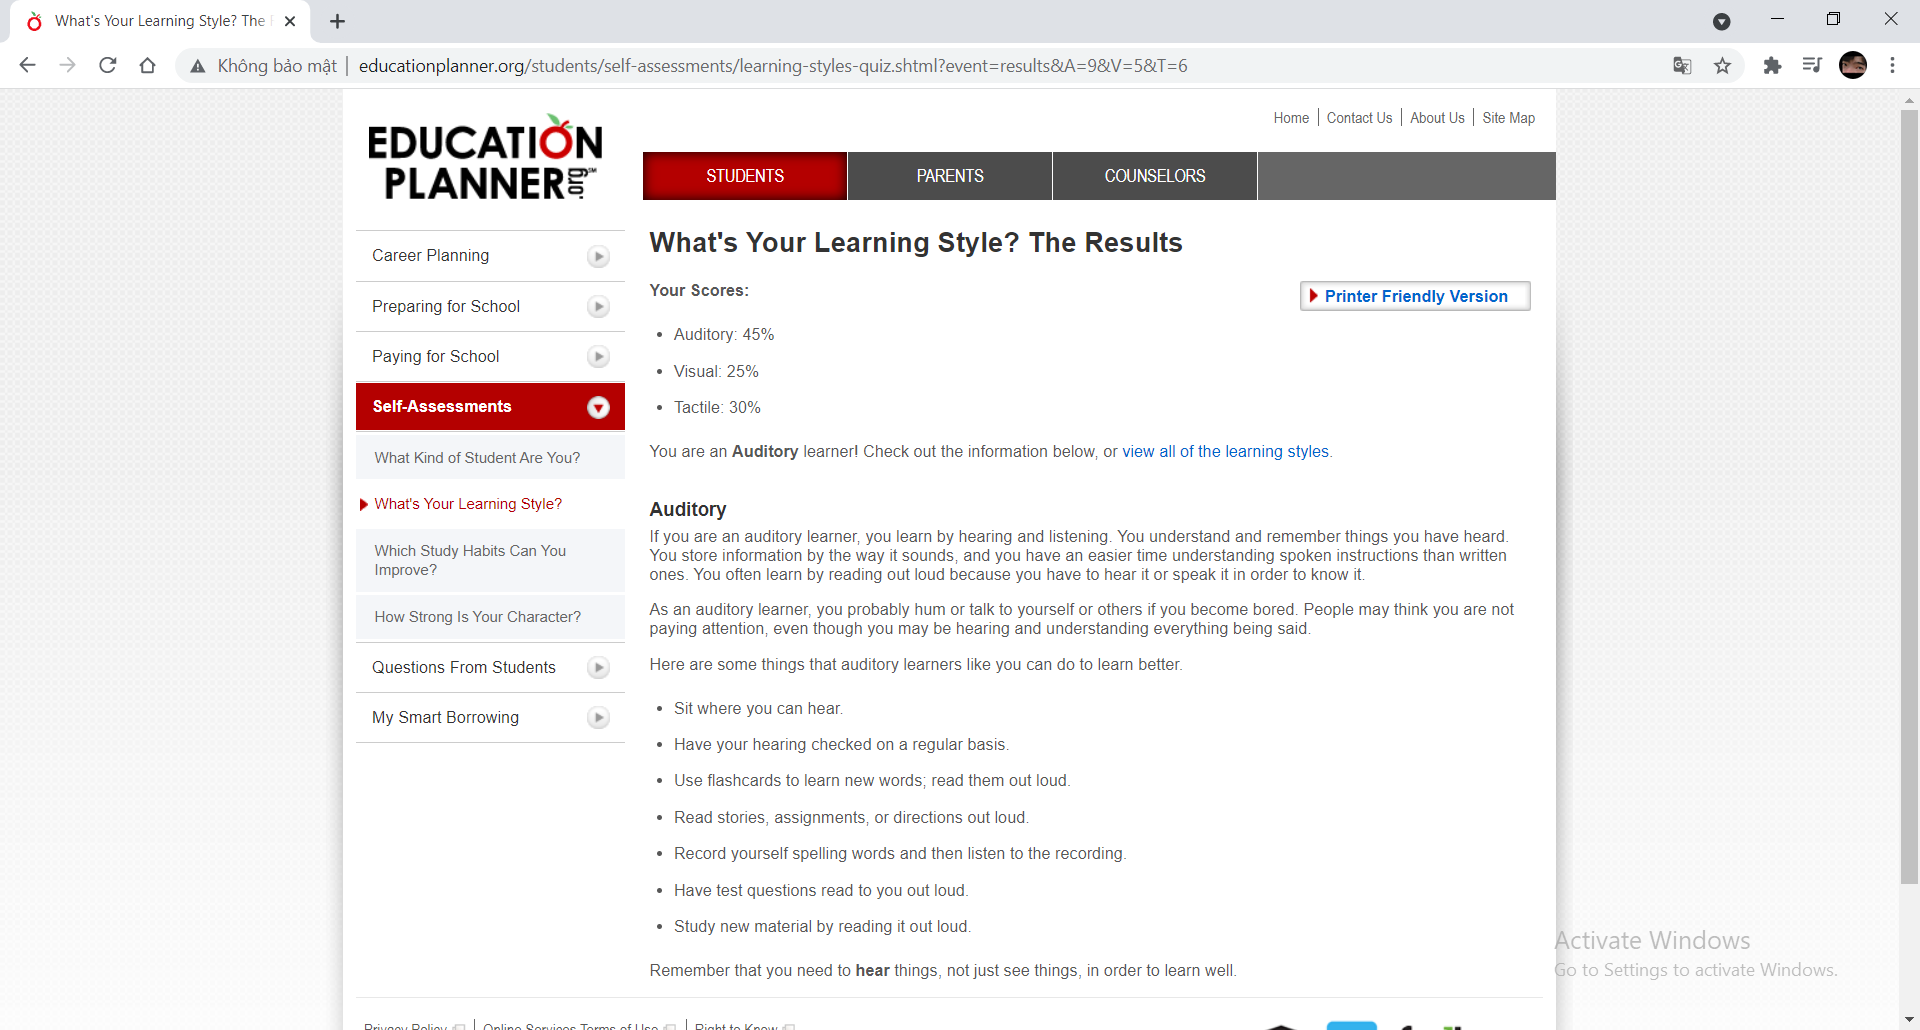 What's Your Learning Style? The
Không bảo mật
educationplanner.org/students/self-assessments/learning-styles-quiz.shtml?event=results&A=9&V=5&T=6
Home
Contact Us
About Us
Site Map
EDUCATION
PLANNER.org
STUDENTS
PARENTS
COUNSELORS
Career Planning
Preparing for School
Paying for School
Self-Assessments
What Kind of Student Are You?
What's Your Learning Style?
Which Study Habits Can You
Improve?
How Strong Is Your Character?
Questions From Students
My Smart Borrowing
What's Your Learning Style? The Results
Your Scores:
Printer Friendly Version
• Auditory: 45%
• Visual: 25%
• Tactile: 30%
You are an Auditory learner! Check out the information below, or view all of the learning styles.
Auditory
If you are an auditory learner, you learn by hearing and listening. You understand and remember things you have heard.
You store information by the way it sounds, and you have an easier time understanding spoken instructions than written
ones. You often learn by reading out loud because you have to hear it or speak it in order to know it.
As an auditory learner, you probably hum or talk to yourself or others if you become bored. People may think you are not
paying attention, even though you may be hearing and understanding everything being said.
Here are some things that auditory learners like you can do to learn better.
• Sit where you can hear.
• Have your hearing checked on a regular basis.
• Use flashcards to learn new words; read them out loud.
• Read stories, assignments, or directions out loud.
• Record yourself spelling words and then listen to the recording.
• Have test questions read to you out loud.
• Study new material by reading it out loud.
Remember that you need to hear things, not just see things, in order to learn well.
Activate Windows
Go to Settings to activate Windows.
Privacy Policy
Online Services Terms of Use
Right to Know